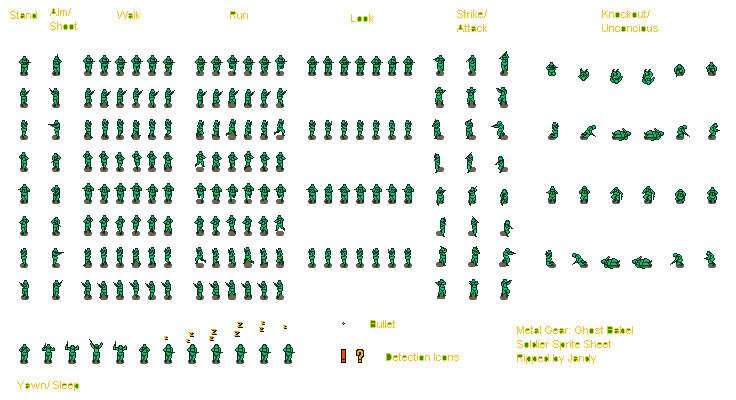 Stand
Aim/
Shoot
Walk
Run
Look
Strike/
Attack
Knockout/
Unconcious
Bullet
! ?
Detection Icons
Metal Gear: Ghost Babel
Soldier Sprite Sheet
Ripped by Jandy
Yawn/ Sleep